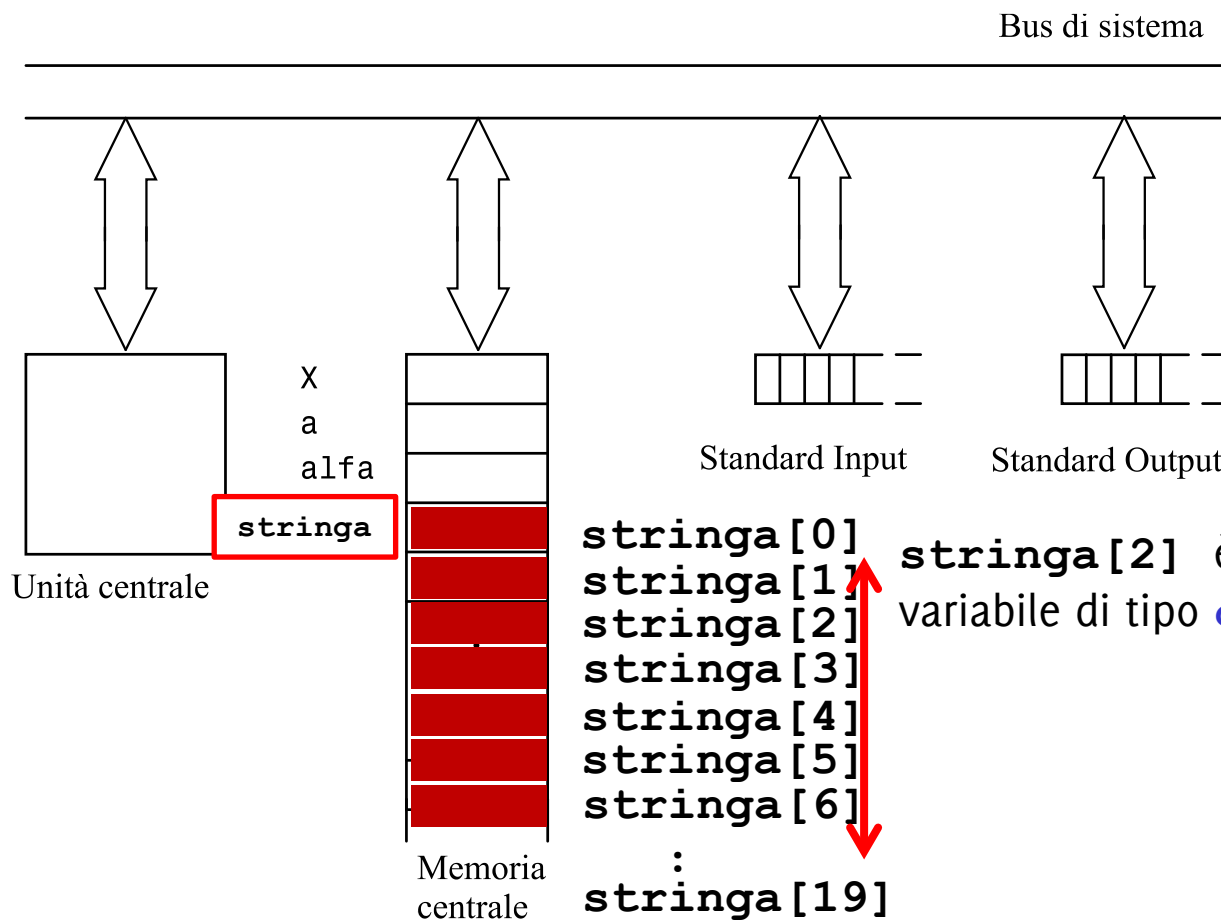 Bus di sistema
X
a
alfa
stringa
Unità centrale
Standard Input
Standard Output
stringa[0]
stringa[1]
stringa[2]
stringa[3]
stringa[4]
stringa[5]
stringa[6]
:
stringa[19]
stringa[2] è
variabile di tipo
Memoria
centrale